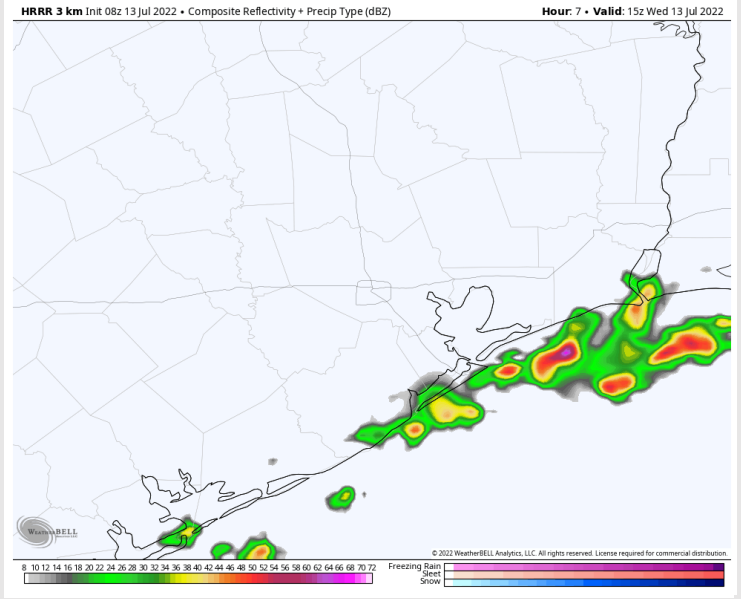 HRRR 3 km Init 08z 13 Jul 2022 • Composite Reflectivity + Precip Type (dBZ) Hour: 7 • Valid: 15z Wed 13 Jul 2022
WeatherBELL
© 2022 WeatherBELL Analytics, LLC. All rights reserved. License required for commercial distribution.
Freezing Rain
Sleet
Snow
8 10 12 14 16 18 20 22 24 26 28 30 32 34 36 38 40 42 44 46 48 50 52 54 56 58 60 62 64 66 68 70 72